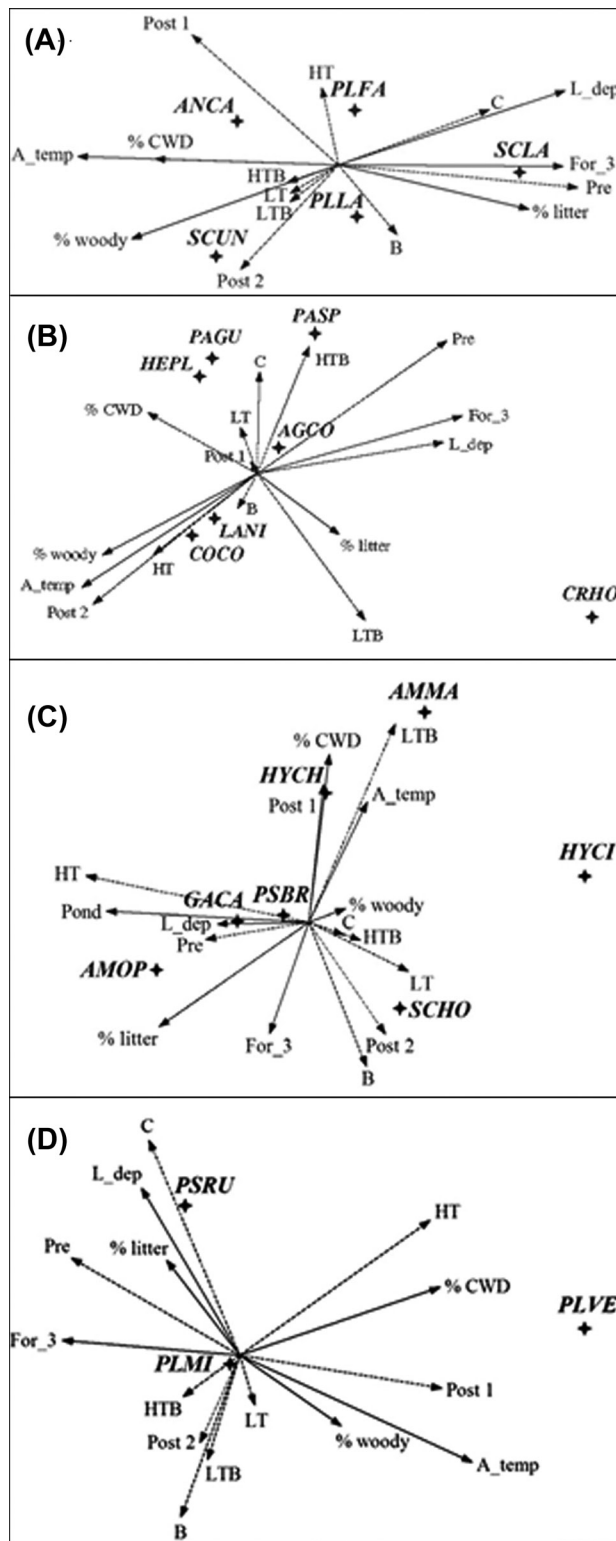 (A)
Post 1
HT
PLFA
ANCA
C
L_dep
% CWD
A_temp
SCLA
For_3
HTB
Pre
LT
LTB
PLLA
% litter
% woody
SCUN
B
Post 2
(B)
PASP
PAGU
Pre
C
HTB
HEPL
% CWD
LT
For_3
AGCO
L_dep
Post 1
B
LANI
% litter
% woody
COCO
HT
A_temp
CRHO
Post 2
LTB
(C)
AMMA
LTB
% CWD
HYCH
A_temp
Post 1
HYCI
HT
PSBR
% woody
Pond
GACA
L_dep
C
HTB
Pre
AMOP
LT
SCHO
% litter
For_3
Post 2
B
(D)
C
L_dep
PSRU
HT
Pre
% litter
% CWD
PLVE
For_3
PLMI
Post 1
HTB
LT
Post 2
% woody
LTB
A_temp
B